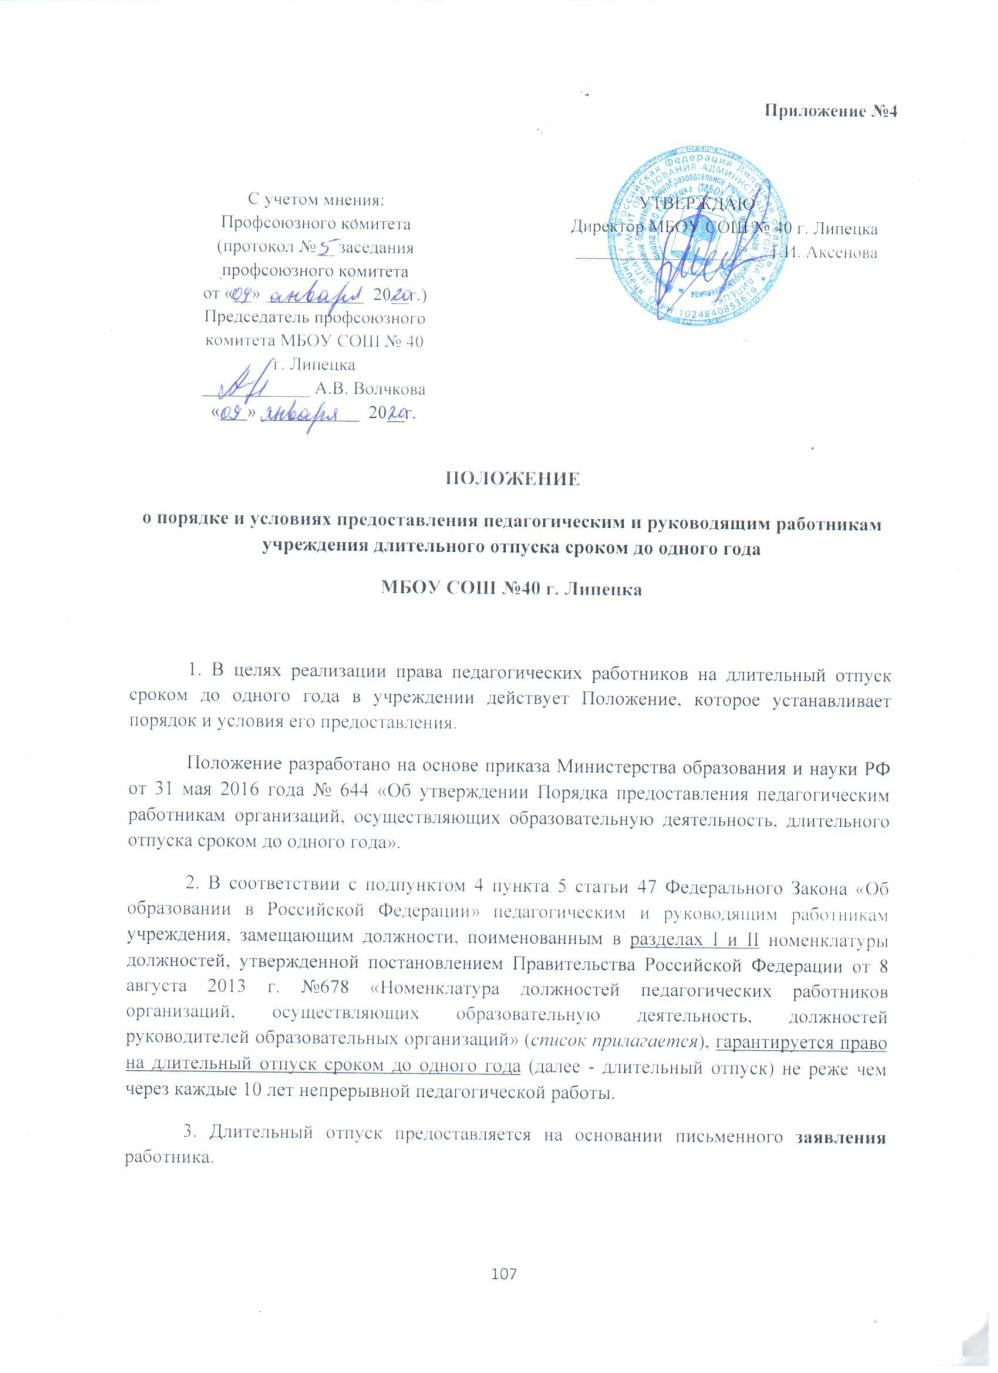 Приложение №4
С учетом мнения:
Профсоюзного комитета
(протокол № 5 заседания
профсоюзного комитета
от «09» января 2020г.)
Председатель профсоюзного
комитета МБОУ СОШ № 40
г. Липецка
А.В. Волчкова
«09» января 2020г.
УТВЕРЖДАЮ
Директор МБОУ СОШ № 40 г. Липецка
Т.И. Аксенова
ОГРН 1024840853619
ПОЛОЖЕНИЕ
о порядке и условиях предоставления педагогическим и руководящим работникам
учреждения длительного отпуска сроком до одного года
МБОУ СОШ №40 г. Липецка
1. В целях реализации права педагогических работников на длительный отпуск
сроком до одного года в учреждении действует Положение, которое устанавливает
порядок и условия его предоставления.
Положение разработано на основе приказа Министерства образования и науки РФ
от 31 мая 2016 года № 644 «Об утверждении Порядка предоставления педагогическим
работникам организаций, осуществляющих образовательную деятельность, длительного
отпуска сроком до одного года».
2. В соответствии с подпунктом 4 пункта 5 статьи 47 Федерального Закона «Об
образовании в Российской Федерации» педагогическим и руководящим работникам
учреждения, замещающим должности, поименованным в разделах I и II номенклатуры
должностей, утвержденной постановлением Правительства Российской Федерации от 8
августа 2013 г. №678 «Номенклатура должностей педагогических работников
организаций, осуществляющих образовательную деятельность, должностей
руководителей образовательных организаций» (список прилагается), гарантируется право
на длительный отпуск сроком до одного года (далее - длительный отпуск) не реже чем
через каждые 10 лет непрерывной педагогической работы.
3. Длительный отпуск предоставляется на основании письменного заявления
работника.
107